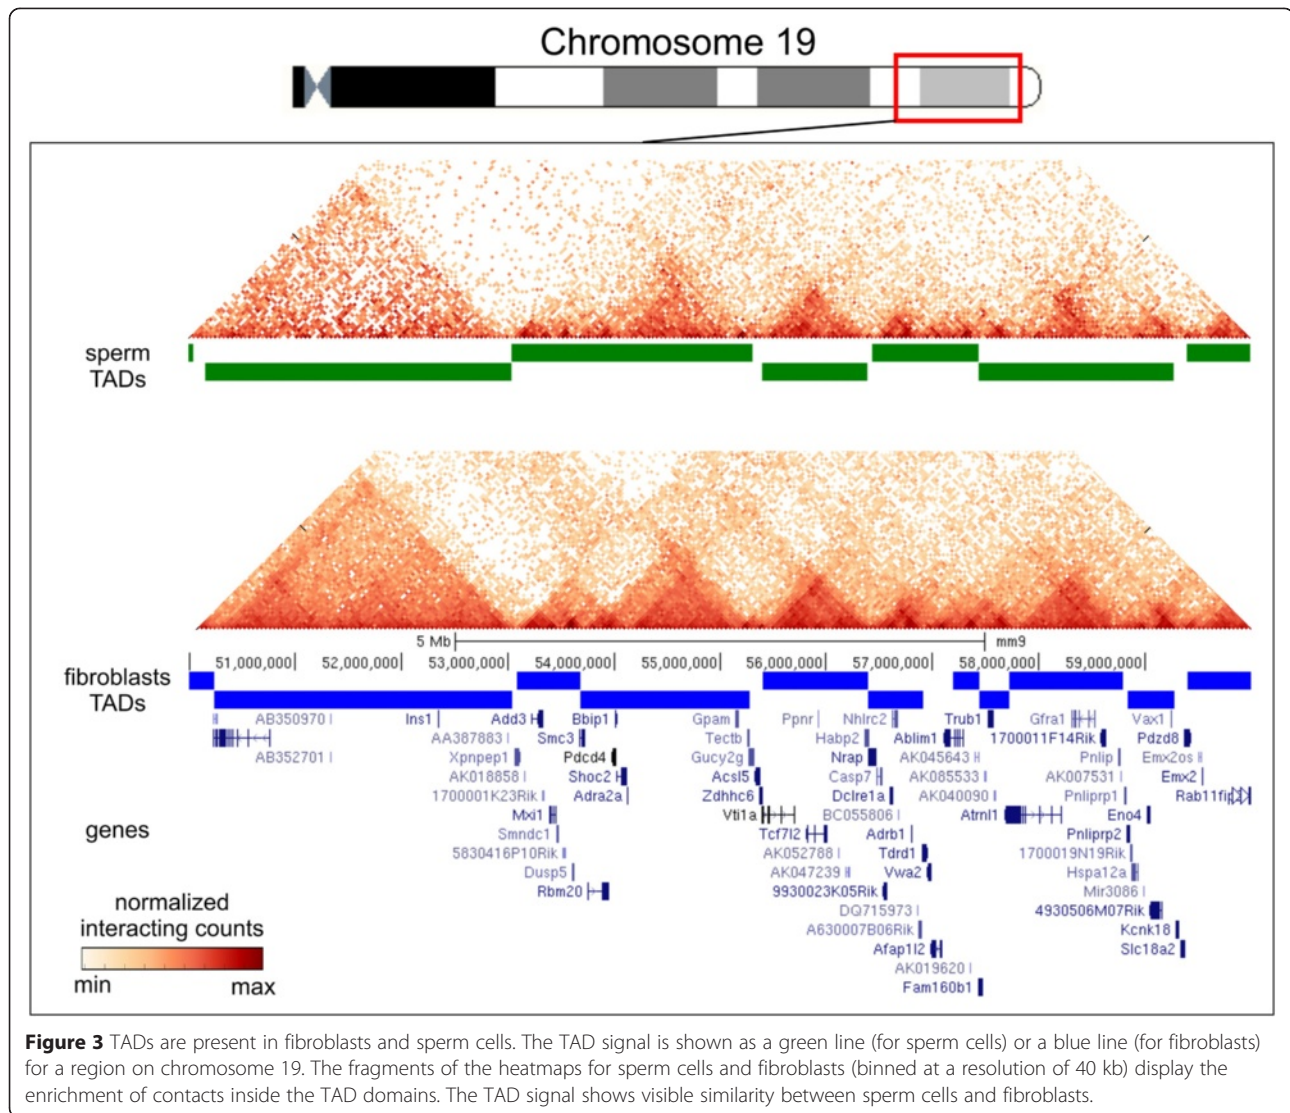 Chromosome 19
sperm
TADs
5 Mb
mm9
51,000,000| 52,000,000| 53,000,000| 54,000,000| 55,000,000| 56,000,000| 57,000,000| 58,000,000| 59,000,000|
fibroblasts
TADs
AB350970 Ins1 Add3 Bbip1 Gpam Ppnr Nhlrc2 Trub1 Gfra1 Vax1
AA387883 Smc3 Tectb Habp2 Ablim1 1700011F14Rik Pdzd8
AB352701 Xpnpep1 Pdcd4 Gucy2g Nrap AK045643 Pnlip Emx2os
AK018858 Shoc2 Acsl5 Casp7 AK085533 AK007531 Emx2
1700001K23Rik Adra2a Zdhhc6 Dclre1a AK040090 Pnliprp1 Rab11fip
Mxi1 Vti1a BC055806 Atrnl1 Eno4
genes
Smndc1 Tcf7l2 Adrb1 Pnliprp2
5830416P10Rik AK052788 Tdrd1 1700019N19Rik
Dusp5 AK047239 Vwa2 Hspa12a
Rbm20 9930023K05Rik Mir3086
DQ715973 4930506M07Rik
A630007B06Rik Kcnk18
Afap1l2 Slc18a2
AK019620
Fam160b1
normalized
interacting counts
min max
Figure 3 TADs are present in fibroblasts and sperm cells. The TAD signal is shown as a green line (for sperm cells) or a blue line (for fibroblasts)
for a region on chromosome 19. The fragments of the heatmaps for sperm cells and fibroblasts (binned at a resolution of 40 kb) display the
enrichment of contacts inside the TAD domains. The TAD signal shows visible similarity between sperm cells and fibroblasts.